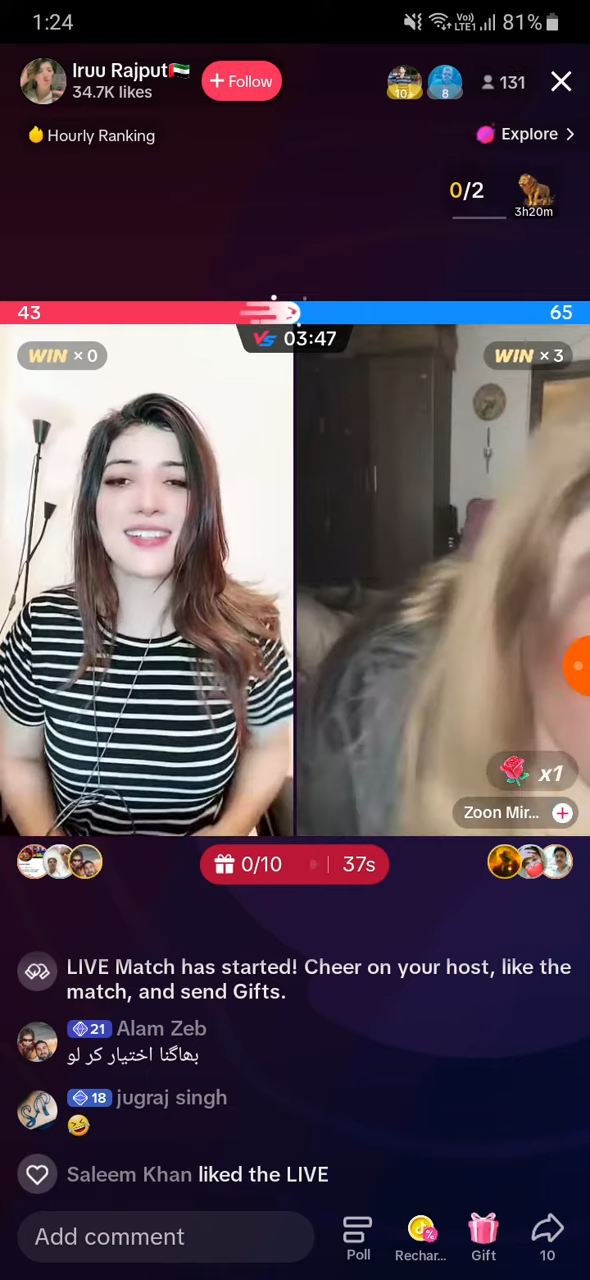 1:24
Vo)) LTE1 81%
Iruu Rajput🇦🇪
34.7K likes
+ Follow
10+
8
131
Hourly Ranking
Explore
0/2
3h20m
43
65
VS 03:47
WIN × 0
WIN × 3
x1
Zoon Mir...
0/10
37s
LIVE Match has started! Cheer on your host, like the
match, and send Gifts.
21 Alam Zeb
بھاگنا اختیار کر لو
18 jugraj singh
🤣
Saleem Khan liked the LIVE
Add comment
Poll
Rechar...
Gift
10